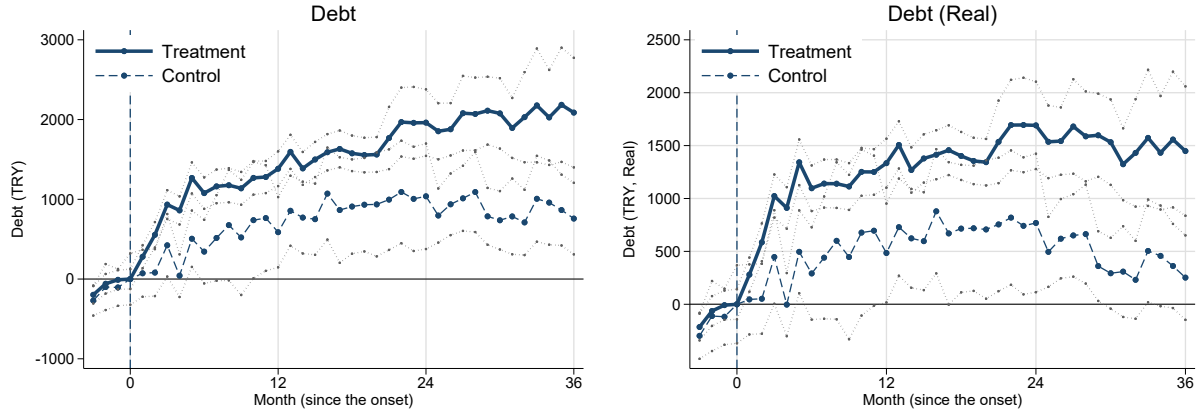 Debt
Treatment
Control
3000
2000
1000
0
-1000
Debt (TRY)
0
12
24
36
Month (since the onset)
Debt (Real)
Treatment
Control
2500
2000
1500
1000
500
0
Debt (TRY, Real)
0
12
24
36
Month (since the onset)